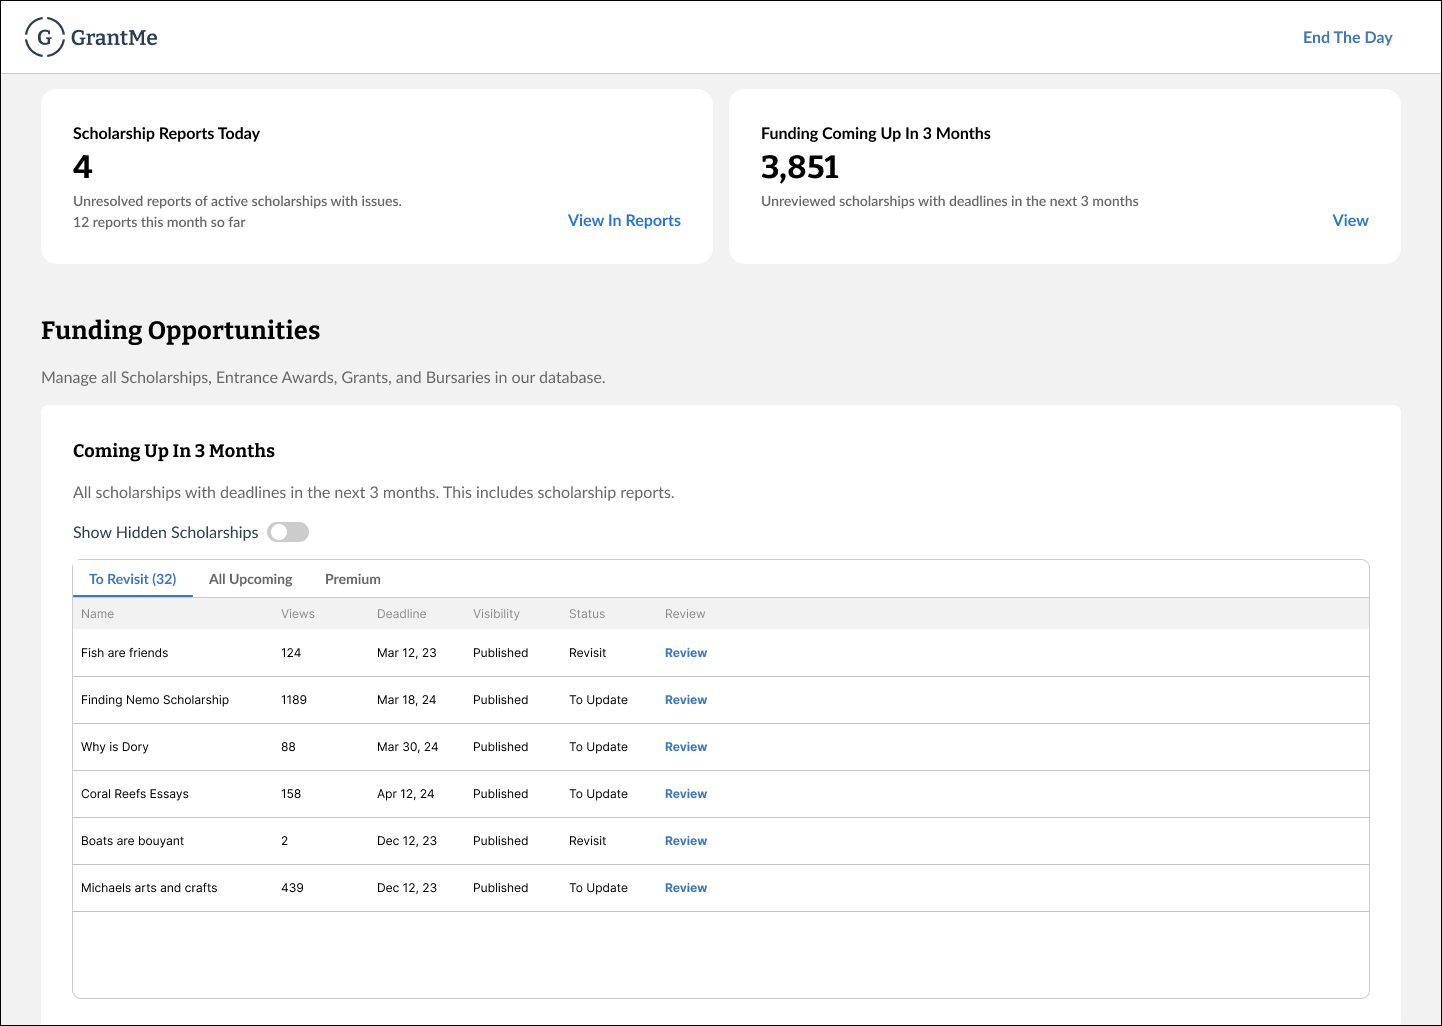 G GrantMe
End The Day
Scholarship Reports Today
4
Unresolved reports of active scholarships with issues.
12 reports this month so far
View In Reports
Funding Coming Up In 3 Months
3,851
Unreviewed scholarships with deadlines in the next 3 months
View
Funding Opportunities
Manage all Scholarships, Entrance Awards, Grants, and Bursaries in our database.
Coming Up In 3 Months
All scholarships with deadlines in the next 3 months. This includes scholarship reports.
Show Hidden Scholarships
To Revisit (32) All Upcoming Premium
Name Views Deadline Visibility Status Review
Fish are friends 124 Mar 12, 23 Published Revisit Review
Finding Nemo Scholarship 1189 Mar 18, 24 Published To Update Review
Why is Dory 88 Mar 30, 24 Published To Update Review
Coral Reefs Essays 158 Apr 12, 24 Published To Update Review
Boats are bouyant 2 Dec 12, 23 Published Revisit Review
Michaels arts and crafts 439 Dec 12, 23 Published To Update Review